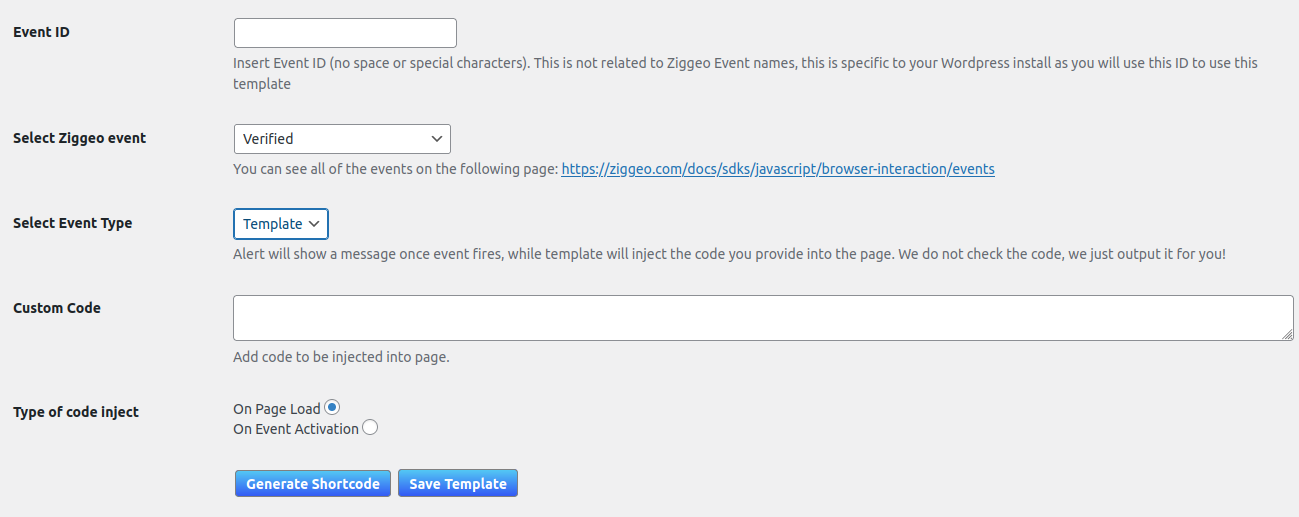 Event ID
Insert Event ID (no space or special characters). This is not related to Ziggeo Event names, this is specific to your Wordpress install as you will use this ID to use this
template
Select Ziggeo event
Verified
You can see all of the events on the following page: https://ziggeo.com/docs/sdks/javascript/browser-interaction/events
Select Event Type
Template
Alert will show a message once event fires, while template will inject the code you provide into the page. We do not check the code, we just output it for you!
Custom Code
Add code to be injected into page.
Type of code inject
On Page Load
On Event Activation
Generate Shortcode
Save Template